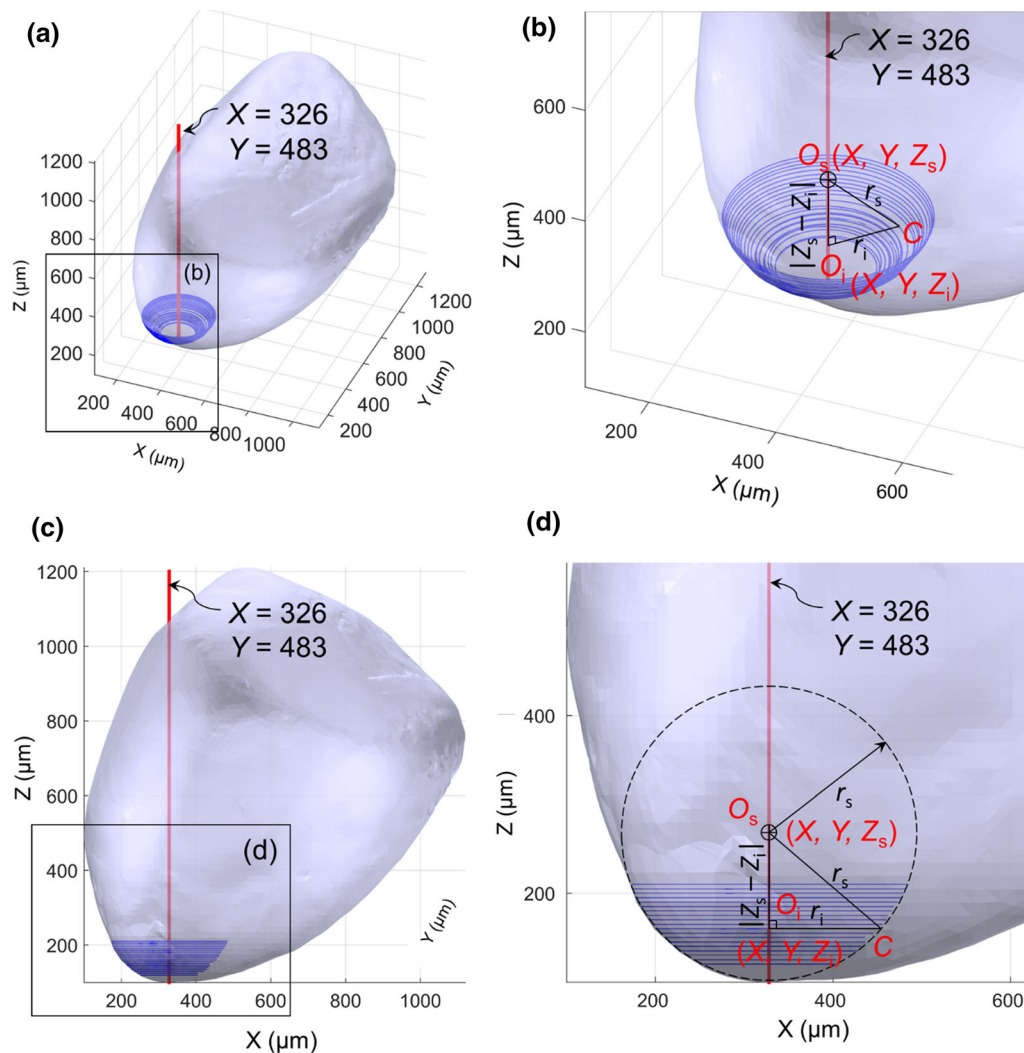 (a)
X = 326
Y = 483
1200
1000
800
600
400
200
Z (µm)
(b)
200
400
600
800
1000
X (µm)
200
400
600
800
1000
1200
Y (µm)
(b)
X = 326
Y = 483
600
400
200
Z (µm)
Os (X, Y, Zs)
|Zs – Zi|
rs
ri
C
Oi (X, Y, Zi)
200
400
600
X (µm)
(c)
X = 326
Y = 483
1200
1000
800
600
400
200
Z (µm)
(d)
Y (µm)
200
400
600
800
1000
X (µm)
(d)
X = 326
Y = 483
400
200
Z (µm)
rs
Os
(X, Y, Zs)
|Zs – Zi|
rs
Oi
ri
C
(X, Y, Zi)
200
400
600
X (µm)